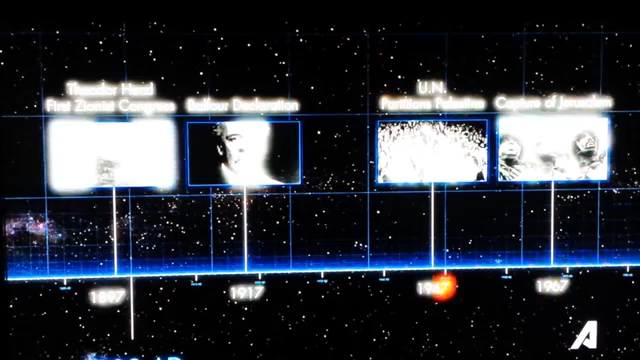 Theodor Herzl
First Zionist Congress
Balfour Declaration
U.N.
Partitions Palestine
Capture of Jerusalem
1897
1917
1947
1967